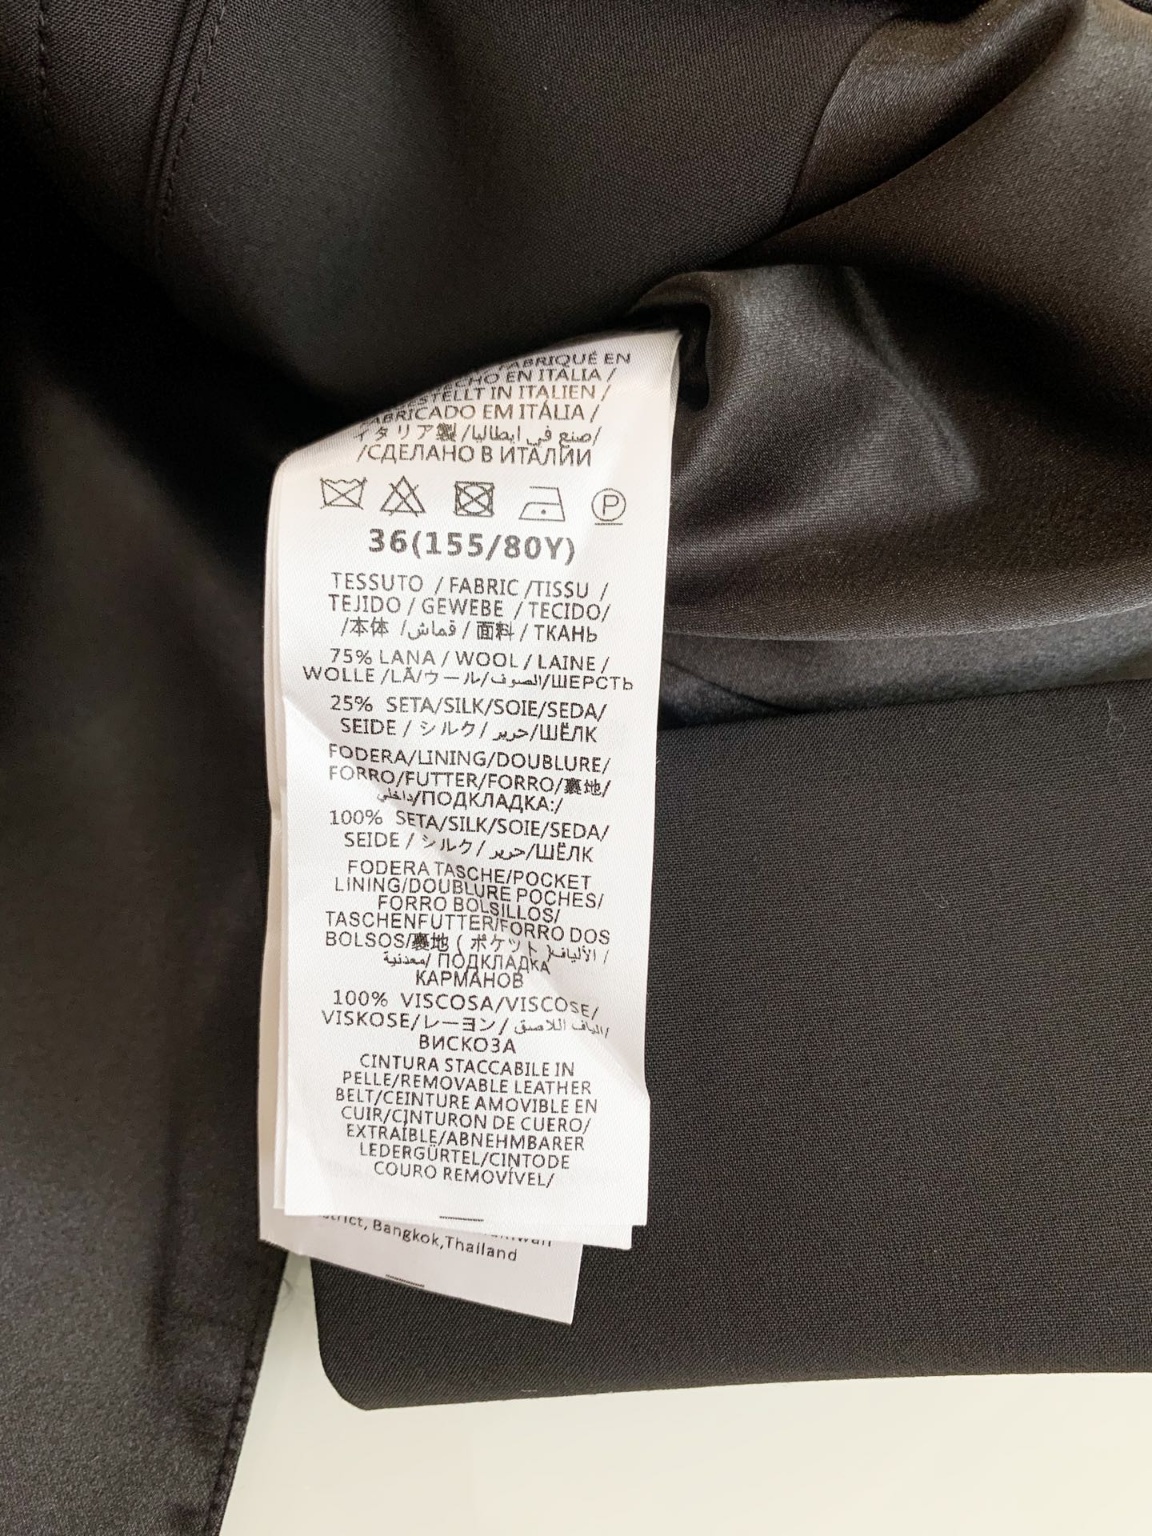 FABRIQUÉ EN
EN ITALIA /
IN ITALIEN /
FABRICADO EM ITÁLIA /
イタリア製 /صنع في ايطاليا/
/СДЕЛАНО В ИТАЛИИ
P
36(155/80Y)
TESSUTO / FABRIC /TISSU /
TEJIDO / GEWEBE / TECIDO/
/本体 /قماش / 面料 / ТКАНЬ
75% LANA / WOOL / LAINE /
WOLLE /LÃ/ウール/الصوف/ШЕРСТЬ
25% SETA/SILK/SOIE/SEDA/
SEIDE / シルク / حرير/ШЁЛК
FODERA/LINING/DOUBLURE/
FORRO/FUTTER/FORRO/裏地/
داخلي/ПОДКЛАДКА:/
100% SETA/SILK/SOIE/SEDA/
SEIDE / シルク / حرير/ШЁЛК
FODERA TASCHE/POCKET
LINING/DOUBLURE POCHES/
FORRO BOLSILLOS/
TASCHENFUTTER/FORRO DOS
BOLSOS/裏地 ( ポケット )الألياف /
معدنية/ ПОДКЛАДКА
КАРМАНОВ
100% VISCOSA/VISCOSE/
VISKOSE/レーヨン/ الياف اللاصق/
ВИСКОЗА
CINTURA STACCABILE IN
PELLE/REMOVABLE LEATHER
BELT/CEINTURE AMOVIBLE EN
CUIR/CINTURON DE CUERO/
EXTRAÍBLE/ABNEHMBARER
LEDERGÜRTEL/CINTODE
COURO REMOVÍVEL/
Bangkok,Thailand